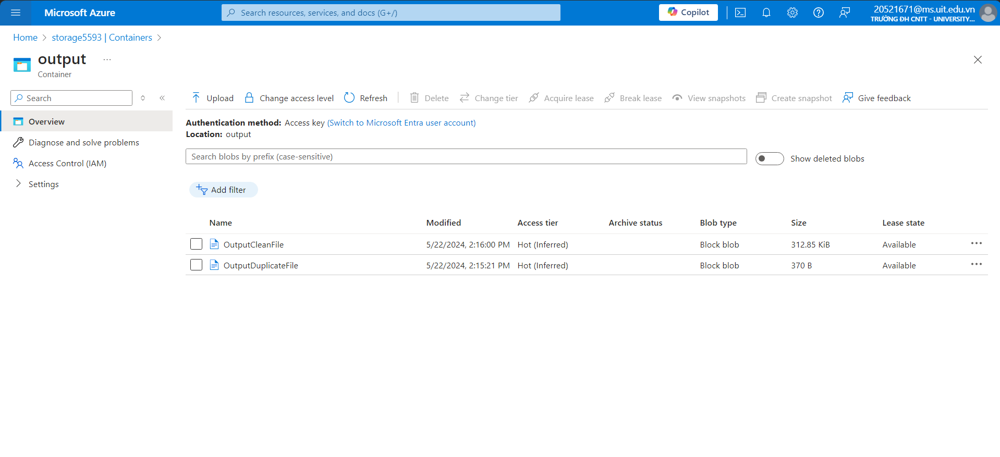 Microsoft Azure
Search resources, services, and docs (G+/)
Copilot
20521671@ms.uit.edu.vn
TRƯỜNG ĐH CNTT - UNIVERSITY...
Home > storage5593 | Containers >
output ...
Container
Search
Overview
Diagnose and solve problems
Access Control (IAM)
Settings
Upload Change access level Refresh Delete Change tier Acquire lease Break lease View snapshots Create snapshot Give feedback
Authentication method: Access key (Switch to Microsoft Entra user account)
Location: output
Search blobs by prefix (case-sensitive)
Show deleted blobs
Add filter
Name Modified Access tier Archive status Blob type Size Lease state
OutputCleanFile 5/22/2024, 2:16:00 PM Hot (Inferred) Block blob 312.85 KiB Available ...
OutputDuplicateFile 5/22/2024, 2:15:21 PM Hot (Inferred) Block blob 370 B Available ...